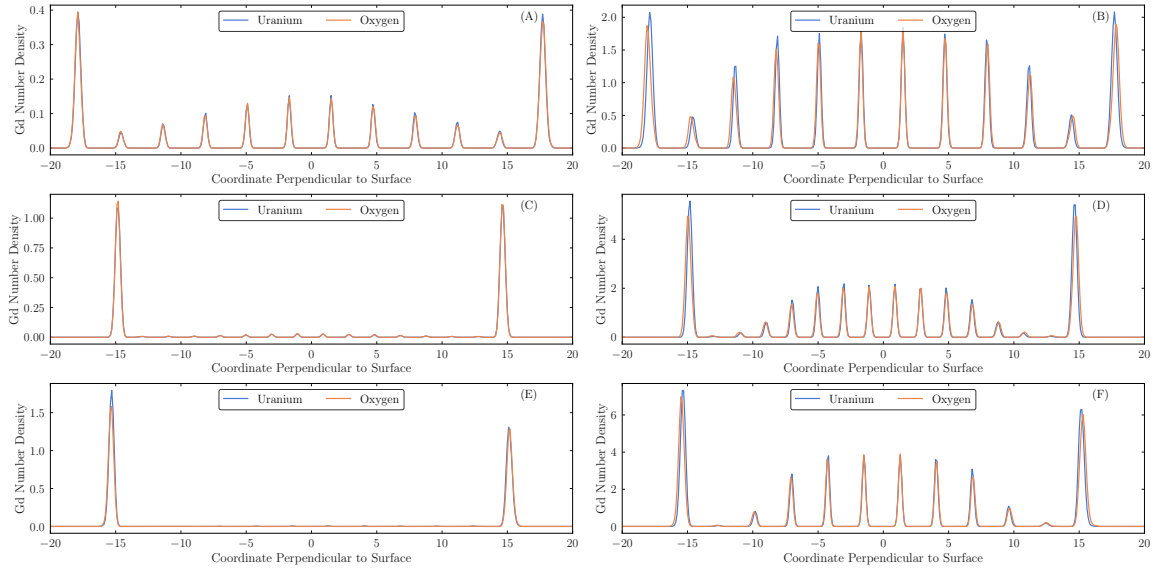 (A)
Uranium Oxygen
Gd Number Density
0.4
0.3
0.2
0.1
0.0
−20 −15 −10 −5 0 5 10 15 20
Coordinate Perpendicular to Surface
(B)
Uranium Oxygen
Gd Number Density
2.0
1.5
1.0
0.5
0.0
−20 −15 −10 −5 0 5 10 15 20
Coordinate Perpendicular to Surface
(C)
Uranium Oxygen
Gd Number Density
1.00
0.75
0.50
0.25
0.00
−20 −15 −10 −5 0 5 10 15 20
Coordinate Perpendicular to Surface
(D)
Uranium Oxygen
Gd Number Density
4
2
0
−20 −15 −10 −5 0 5 10 15 20
Coordinate Perpendicular to Surface
(E)
Uranium Oxygen
Gd Number Density
1.5
1.0
0.5
0.0
−20 −15 −10 −5 0 5 10 15 20
Coordinate Perpendicular to Surface
(F)
Uranium Oxygen
Gd Number Density
6
4
2
0
−20 −15 −10 −5 0 5 10 15 20
Coordinate Perpendicular to Surface